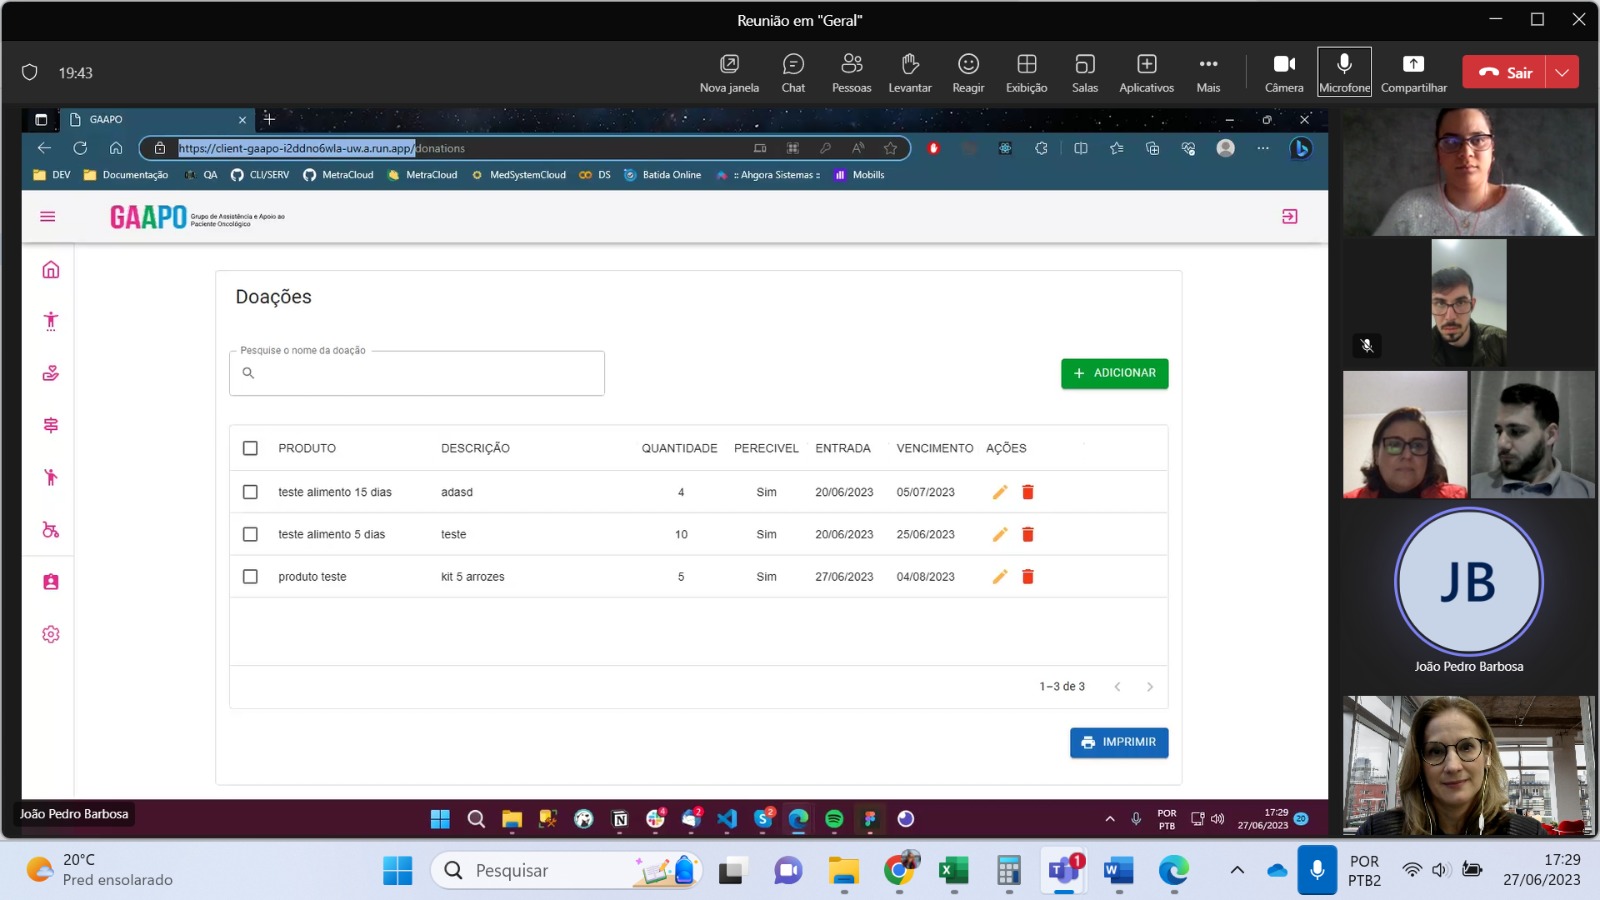 Reunião em "Geral"
19:43
Nova janela
Chat
Pessoas
Levantar
Reagir
Exibição
Salas
Aplicativos
Mais
Câmera
Microfone
Compartilhar
Sair
GAAPO
https://client-gaapo-i2ddno6wla-uw.a.run.app/donations
DEV
Documentação
QA
CLI/SERV
MetraCloud
MetraCloud
MedSystemCloud
DS
Batida Online
:: Ahgora Sistemas ::
Mobills
GAAPO
Grupo de Assistência e Apoio ao
Paciente Oncológico
Doações
Pesquise o nome da doação
ADICIONAR
PRODUTO DESCRIÇÃO QUANTIDADE PERECIVEL ENTRADA VENCIMENTO AÇÕES
teste alimento 15 dias adasd 4 Sim 20/06/2023 05/07/2023
teste alimento 5 dias teste 10 Sim 20/06/2023 25/06/2023
produto teste kit 5 arrozes 5 Sim 27/06/2023 04/08/2023
1–3 de 3
IMPRIMIR
JB
João Pedro Barbosa
João Pedro Barbosa
4
2
2
POR
PTB
17:29
27/06/2023
20
20°C
Pred ensolarado
Pesquisar
1
POR
PTB2
17:29
27/06/2023